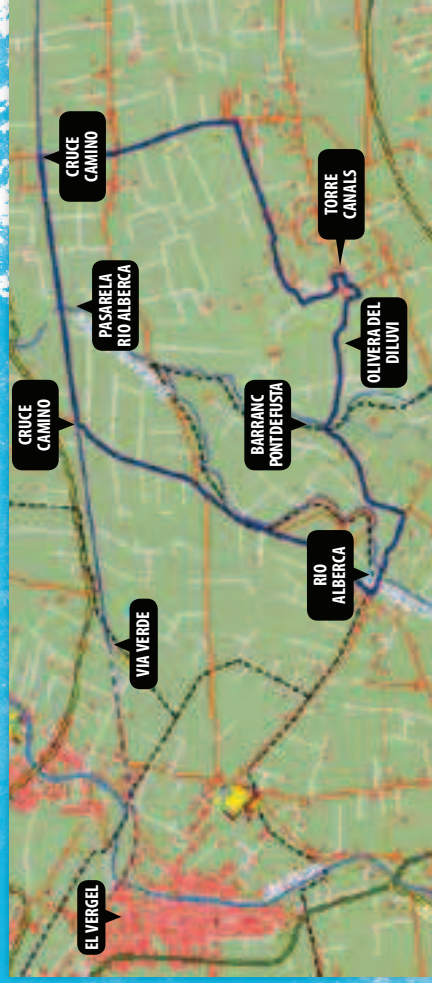 CRUCE
CAMINO
PASARELA
RIO ALBERCA
CRUCE
CAMINO
TORRE
CANALS
OLIVERA DEL
DILUVI
BARRANC
PONTDEFUSTA
RIO
ALBERCA
VIA VERDE
EL VERGEL